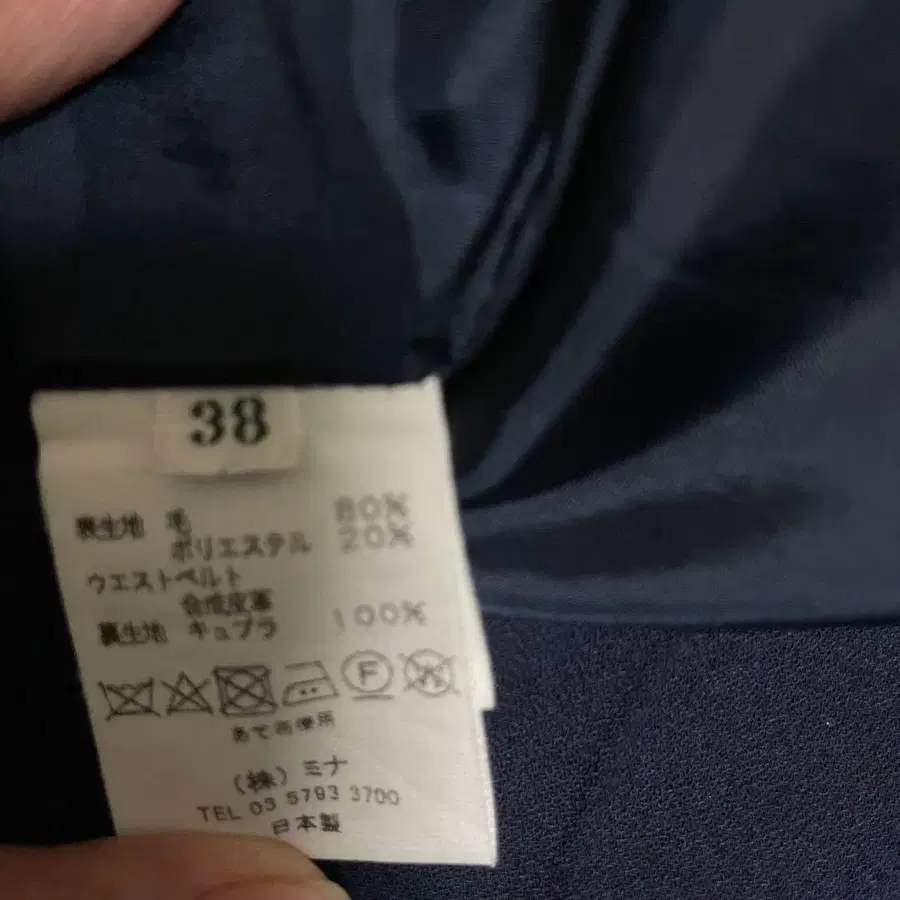 38
表生地 毛 80%
ポリエステル 20%
ウエストベルト
合成皮革
裏生地 キュプラ 100%
F W
あて布使用
(株) ミナ
TEL 03 5793 3700
日本製